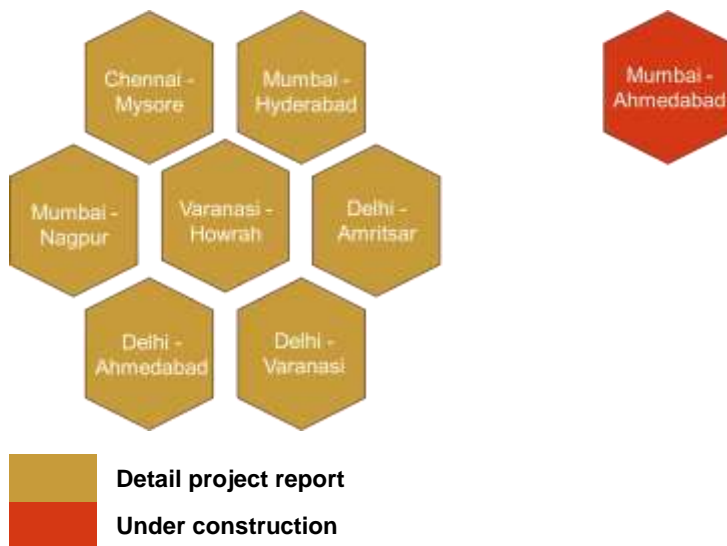 Chennai -
Mysore
Mumbai -
Hyderabad
Mumbai -
Ahmedabad
Mumbai -
Nagpur
Varanasi -
Howrah
Delhi -
Amritsar
Delhi -
Ahmedabad
Delhi -
Varanasi
Detail project report
Under construction